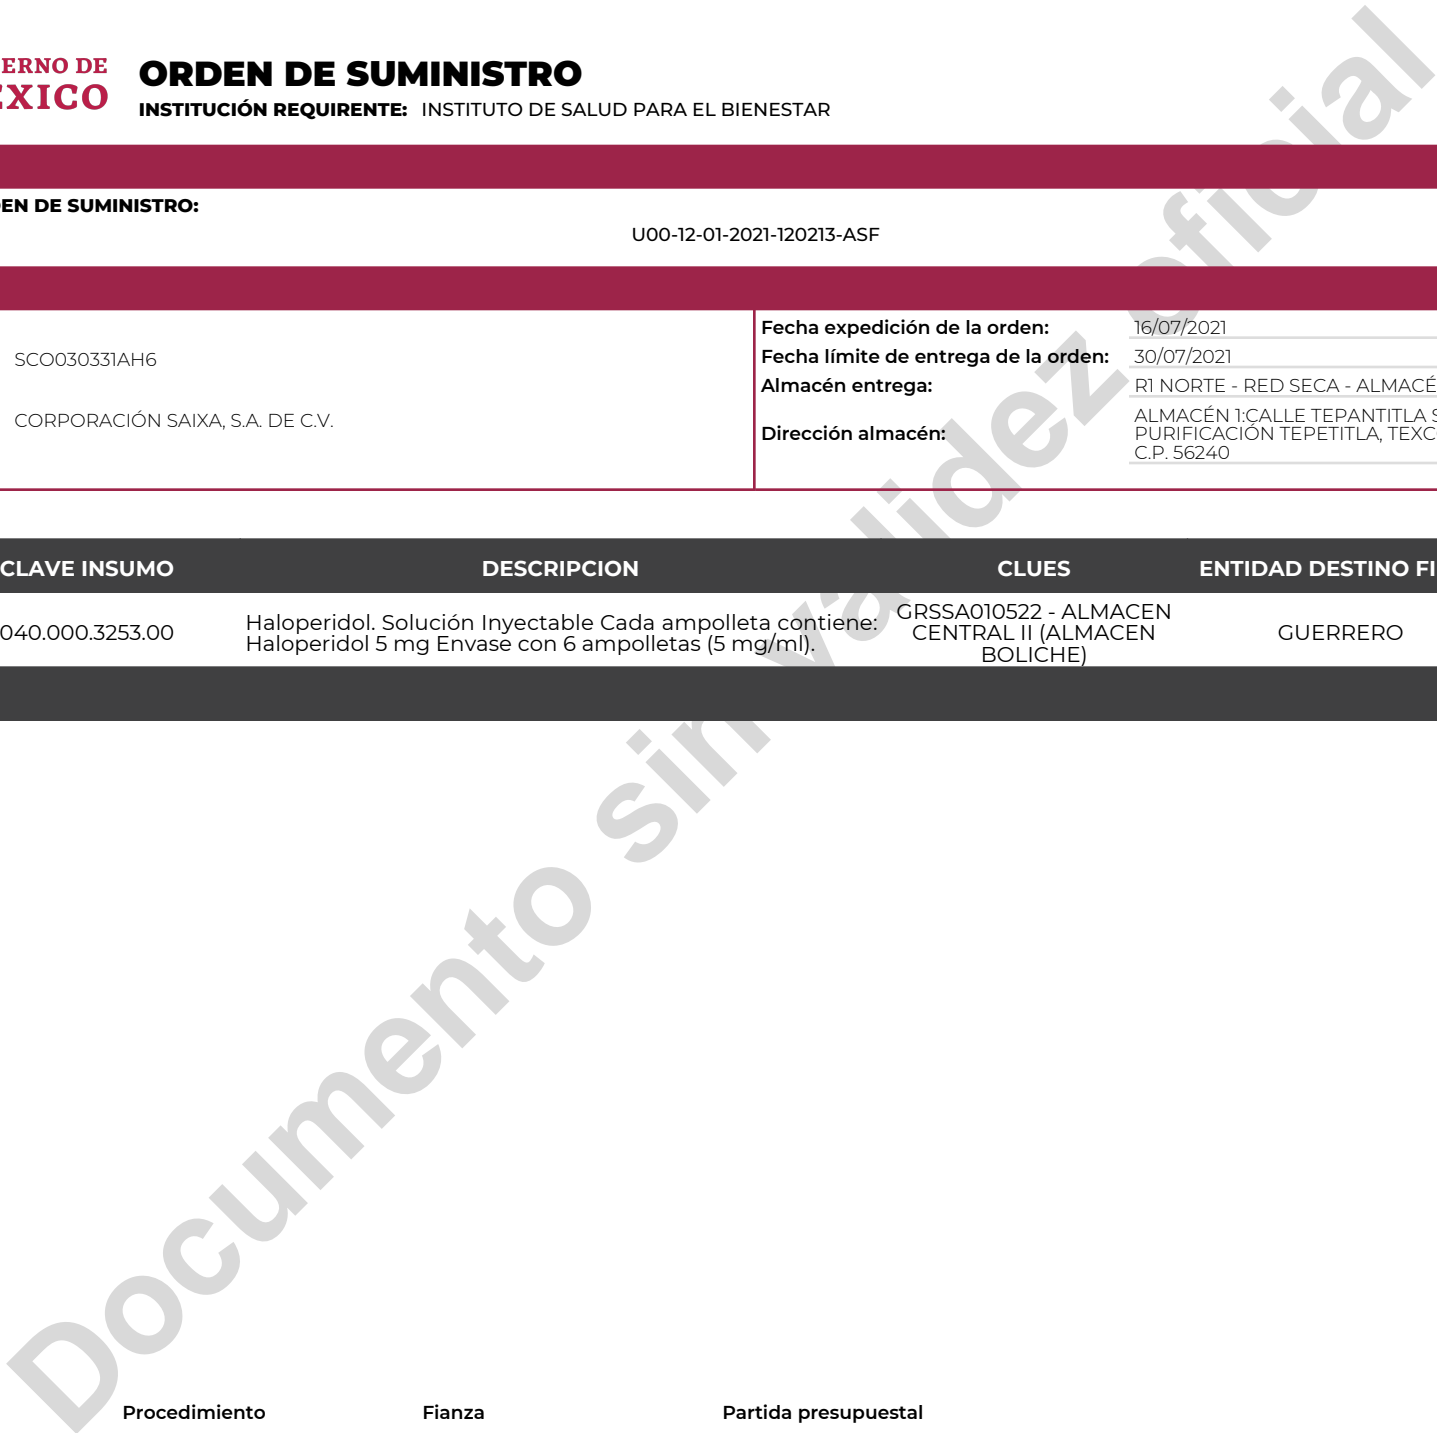 ERNO DE
EXICO
ORDEN DE SUMINISTRO
INSTITUCIÓN REQUIRENTE: INSTITUTO DE SALUD PARA EL BIENESTAR
EN DE SUMINISTRO:
U00-12-01-2021-120213-ASF
SCO030331AH6
CORPORACIÓN SAIXA, S.A. DE C.V.
Fecha expedición de la orden: 16/07/2021
Fecha límite de entrega de la orden: 30/07/2021
Almacén entrega: R1 NORTE - RED SECA - ALMACÉ
Dirección almacén: ALMACÉN 1:CALLE TEPANTITLA S
PURIFICACIÓN TEPETITLA, TEXC
C.P. 56240
CLAVE INSUMO DESCRIPCION CLUES ENTIDAD DESTINO FI
040.000.3253.00
Haloperidol. Solución Inyectable Cada ampolleta contiene:
Haloperidol 5 mg Envase con 6 ampolletas (5 mg/ml).
GRSSA010522 - ALMACEN
CENTRAL II (ALMACEN
BOLICHE)
GUERRERO
Documento sin validez oficial
Procedimiento Fianza Partida presupuestal